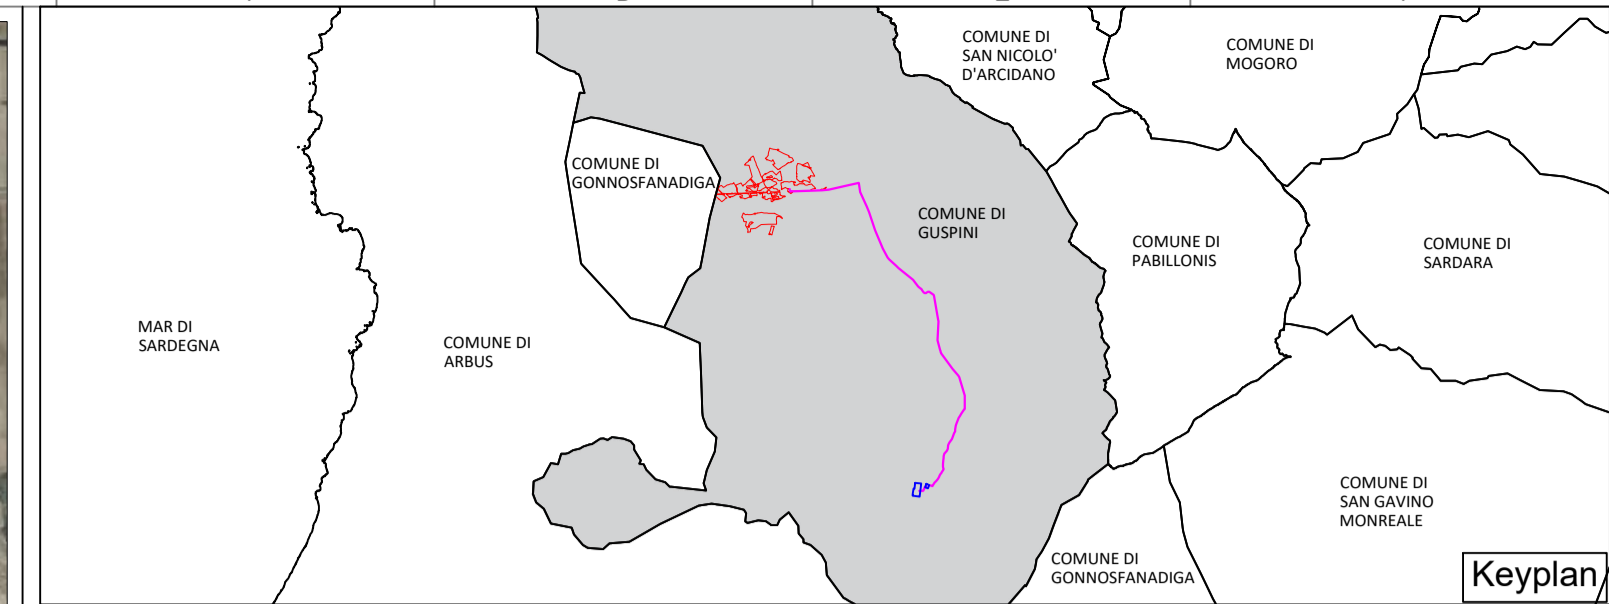 COMUNE DI
SAN NICOLO'
D'ARCIDANO
COMUNE DI
MOGORO
COMUNE DI
GONNOSFANADIGA
COMUNE DI
GUSPINI
COMUNE DI
PABILLONIS
COMUNE DI
SARDARA
MAR DI
SARDEGNA
COMUNE DI
ARBUS
COMUNE DI
SAN GAVINO
MONREALE
COMUNE DI
GONNOSFANADIGA
Keyplan